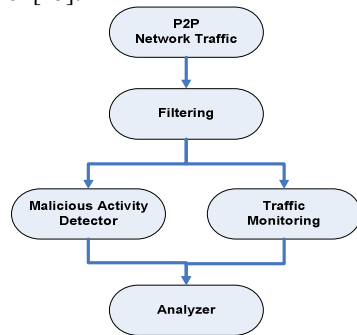 P2P
Network Traffic
Filtering
Malicious Activity
Detector
Traffic
Monitoring
Analyzer